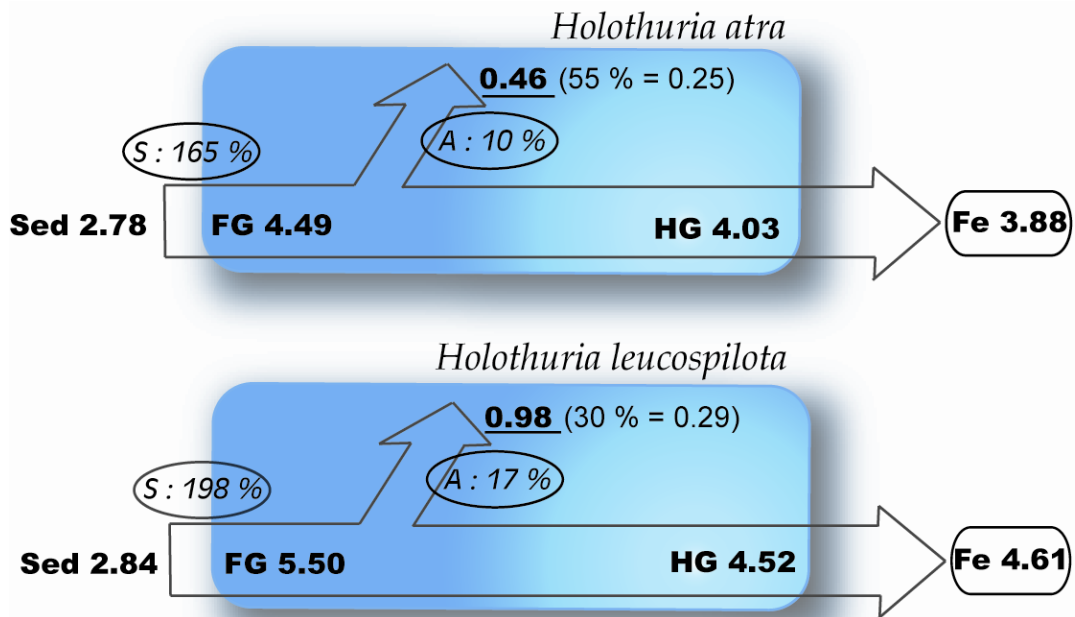 Holothuria atra
0.46 (55 % = 0.25)
S : 165 %
A : 10 %
Sed 2.78
FG 4.49
HG 4.03
Fe 3.88
Holothuria leucospilota
0.98 (30 % = 0.29)
S : 198 %
A : 17 %
Sed 2.84
FG 5.50
HG 4.52
Fe 4.61